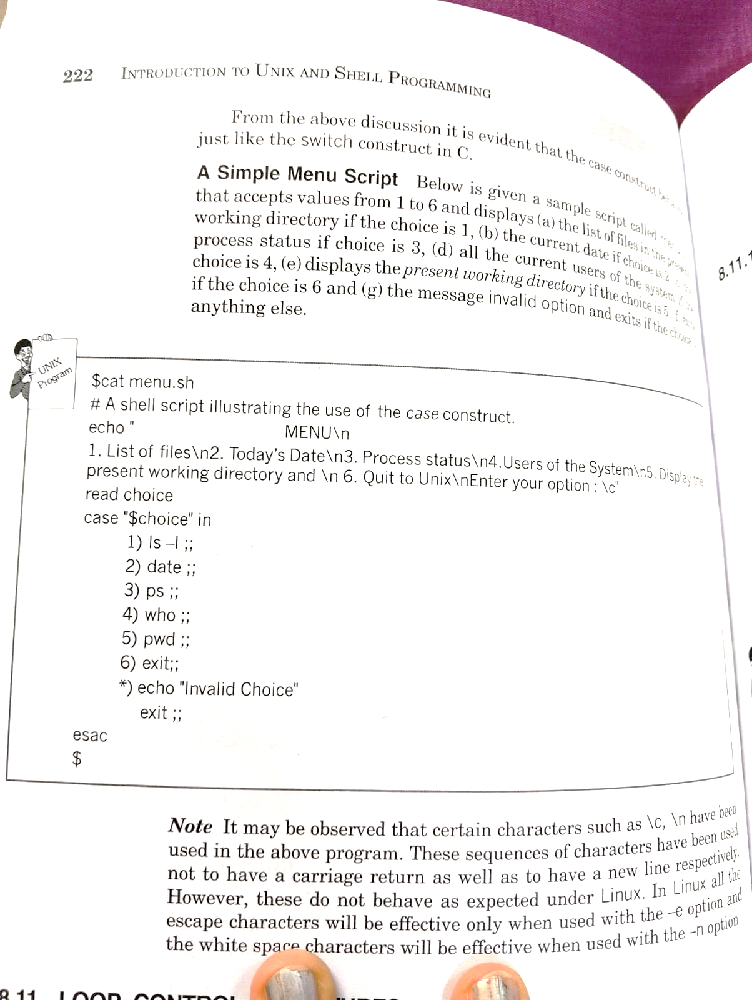 222 INTRODUCTION TO UNIX AND SHELL PROGRAMMING
From the above discussion it is evident that the case construct
just like the switch construct in C.
A Simple Menu Script Below is given a sample script called
that accepts values from 1 to 6 and displays (a) the list of files in the present
working directory if the choice is 1, (b) the current date if choice is 2
process status if choice is 3, (d) all the current users of the system if
choice is 4, (e) displays the present working directory if the choice is 5,
if the choice is 6 and (g) the message invalid option and exits if the choice
anything else.
UNIX
Program
$cat menu.sh
# A shell script illustrating the use of the case construct.
echo "
MENU\n
1. List of files\n2. Today's Date\n3. Process status\n4.Users of the System\n5. Display the
present working directory and \n 6. Quit to Unix\nEnter your option : \c"
read choice
case "$choice" in
1) ls –l ;;
2) date ;;
3) ps ;;
4) who ;;
5) pwd ;;
6) exit;;
*) echo "Invalid Choice"
exit ;;
esac
$
Note It may be observed that certain characters such as \c, \n have been
used in the above program. These sequences of characters have been used
not to have a carriage return as well as to have a new line respectively.
However, these do not behave as expected under Linux. In Linux all the
escape characters will be effective only when used with the –e option and
the white space characters will be effective when used with the –n option.
8.11 LOOP CONTROL
8.11.1